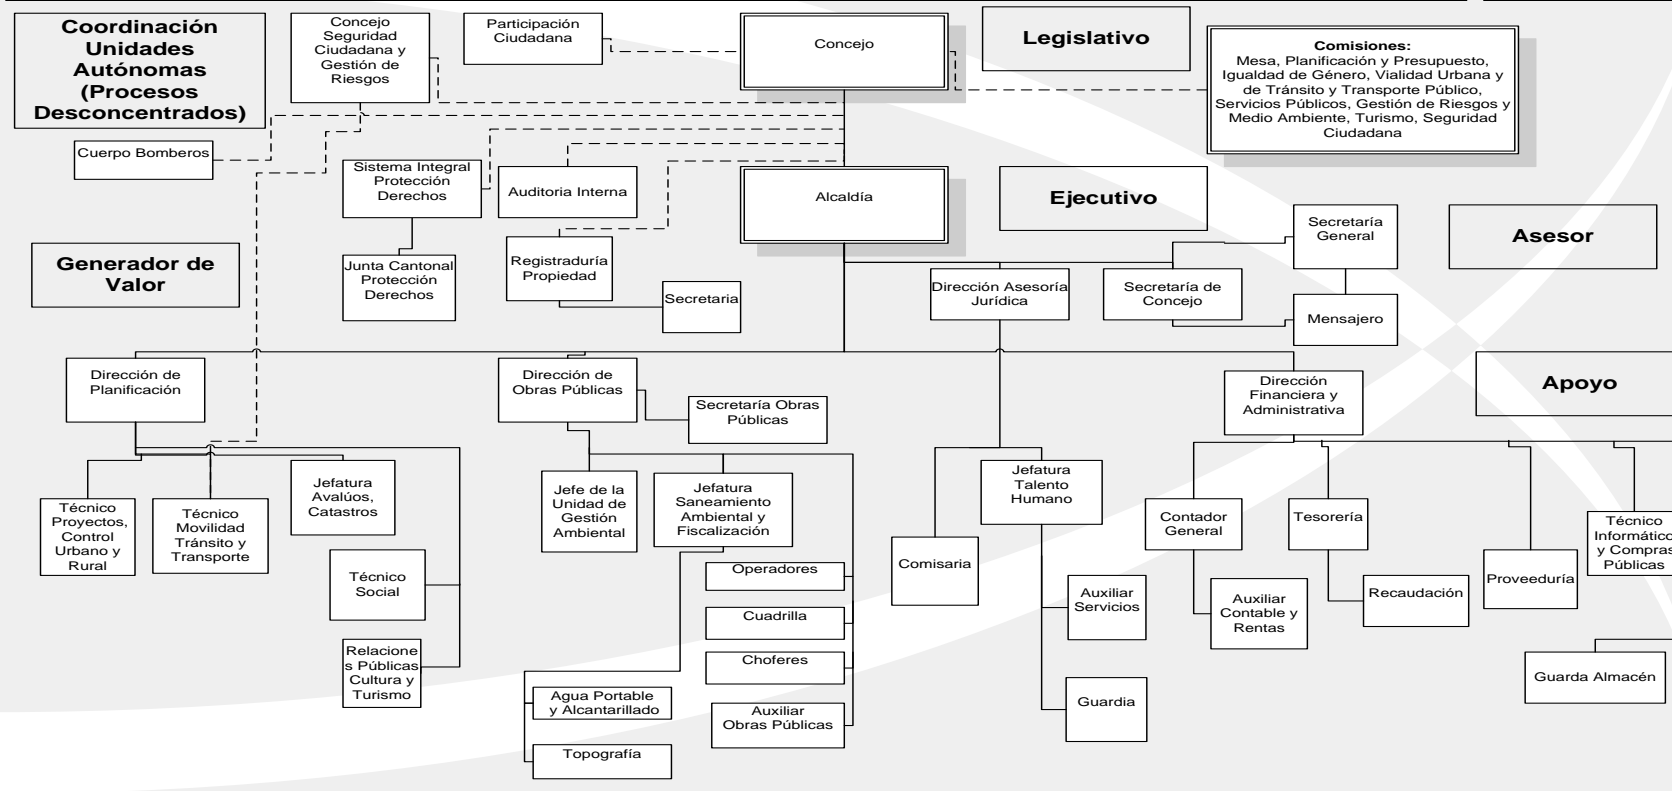 Coordinación
Unidades
Autónomas
(Procesos
Desconcentrados)
Concejo
Seguridad
Ciudadana y
Gestión de
Riesgos
Participación
Ciudadana
Concejo
Legislativo
Comisiones:
Mesa, Planificación y Presupuesto,
Igualdad de Género, Vialidad Urbana y
de Tránsito y Transporte Público,
Servicios Públicos, Gestión de Riesgos y
Medio Ambiente, Turismo, Seguridad
Ciudadana
Cuerpo Bomberos
Sistema Integral
Protección
Derechos
Auditoria Interna
Alcaldía
Ejecutivo
Secretaría
General
Asesor
Generador de
Valor
Junta Cantonal
Protección
Derechos
Registraduría
Propiedad
Secretaria
Dirección Asesoría
Jurídica
Secretaría de
Concejo
Mensajero
Dirección de
Planificación
Dirección de
Obras Públicas
Secretaría Obras
Públicas
Dirección
Financiera y
Administrativa
Apoyo
Técnico
Proyectos,
Control
Urbano y
Rural
Técnico
Movilidad
Tránsito y
Transporte
Jefatura
Avalúos,
Catastros
Técnico
Social
Relacione
s Públicas
Cultura y
Turismo
Jefe de la
Unidad de
Gestión
Ambiental
Jefatura
Saneamiento
Ambiental y
Fiscalización
Operadores
Cuadrilla
Choferes
Auxiliar
Obras Públicas
Agua Portable
y Alcantarillado
Topografía
Comisaria
Jefatura
Talento
Humano
Auxiliar
Servicios
Guardia
Contador
General
Auxiliar
Contable y
Rentas
Tesorería
Recaudación
Proveeduría
Técnico
Informático
y Compras
Públicas
Guarda Almacén